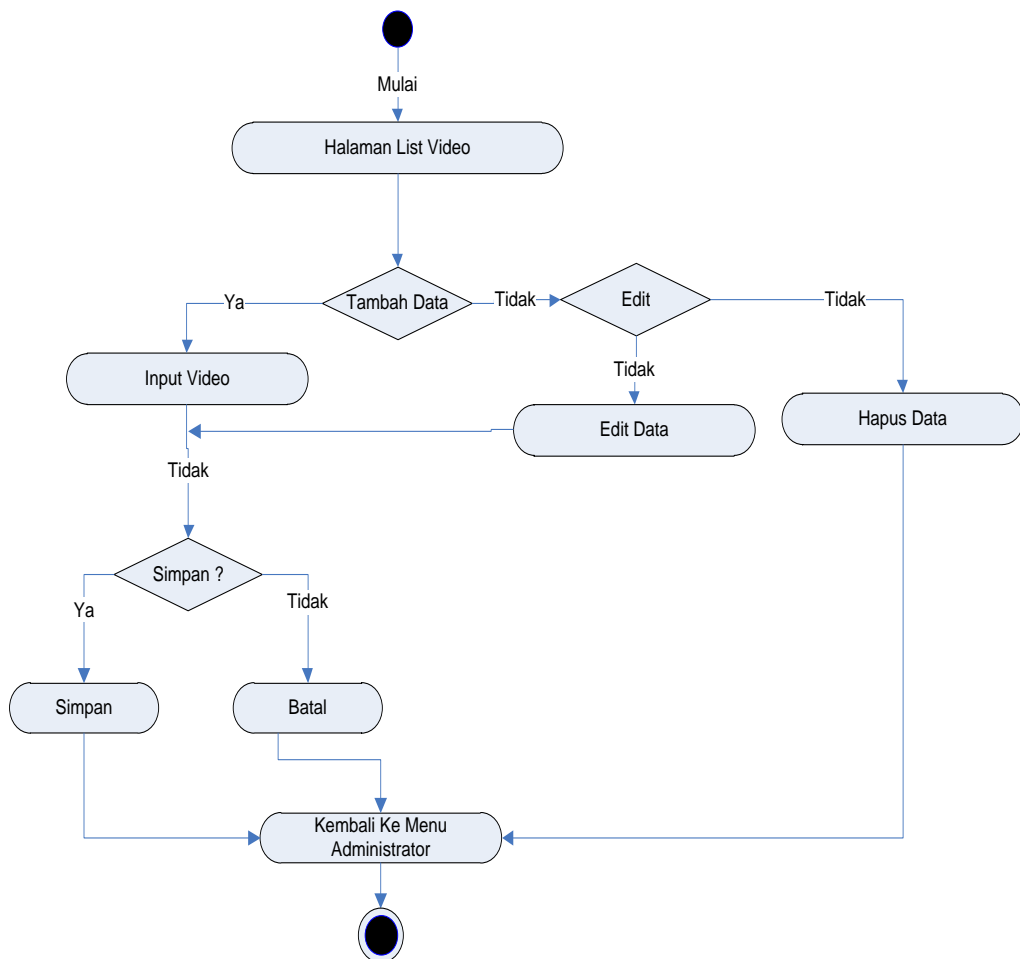 Mulai
Halaman List Video
Tambah Data
Ya
Tidak
Edit
Tidak
Tidak
Input Video
Edit Data
Hapus Data
Tidak
Simpan ?
Ya
Tidak
Simpan
Batal
Kembali Ke Menu
Administrator